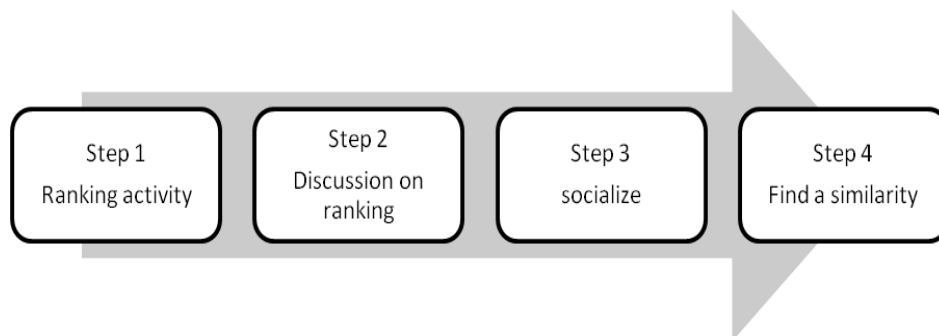 Step 1
Ranking activity
Step 2
Discussion on
ranking
Step 3
socialize
Step 4
Find a similarity